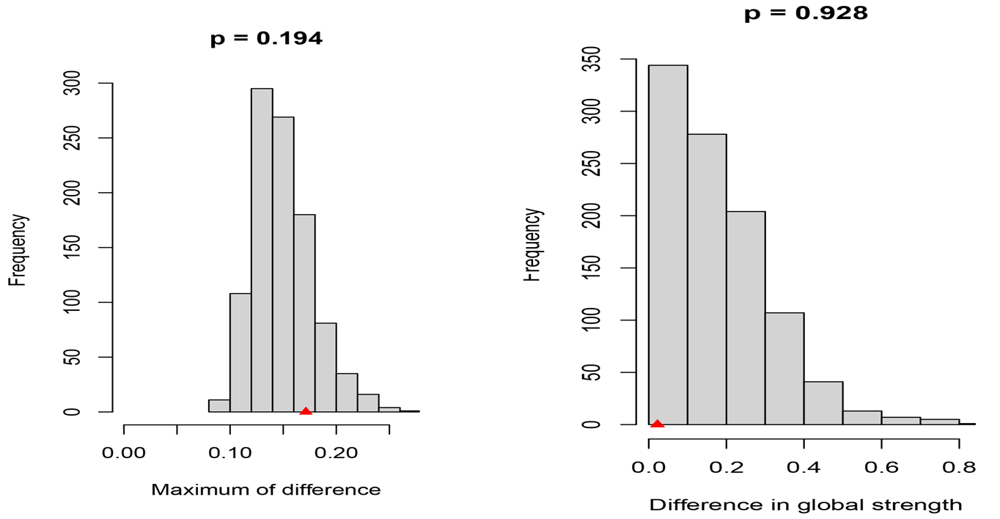 p = 0.194
300
250
200
150
100
50
0
Frequency
0.00 0.10 0.20
Maximum of difference
p = 0.928
350
300
250
200
150
100
50
0
Frequency
0.0 0.2 0.4 0.6 0.8
Difference in global strength